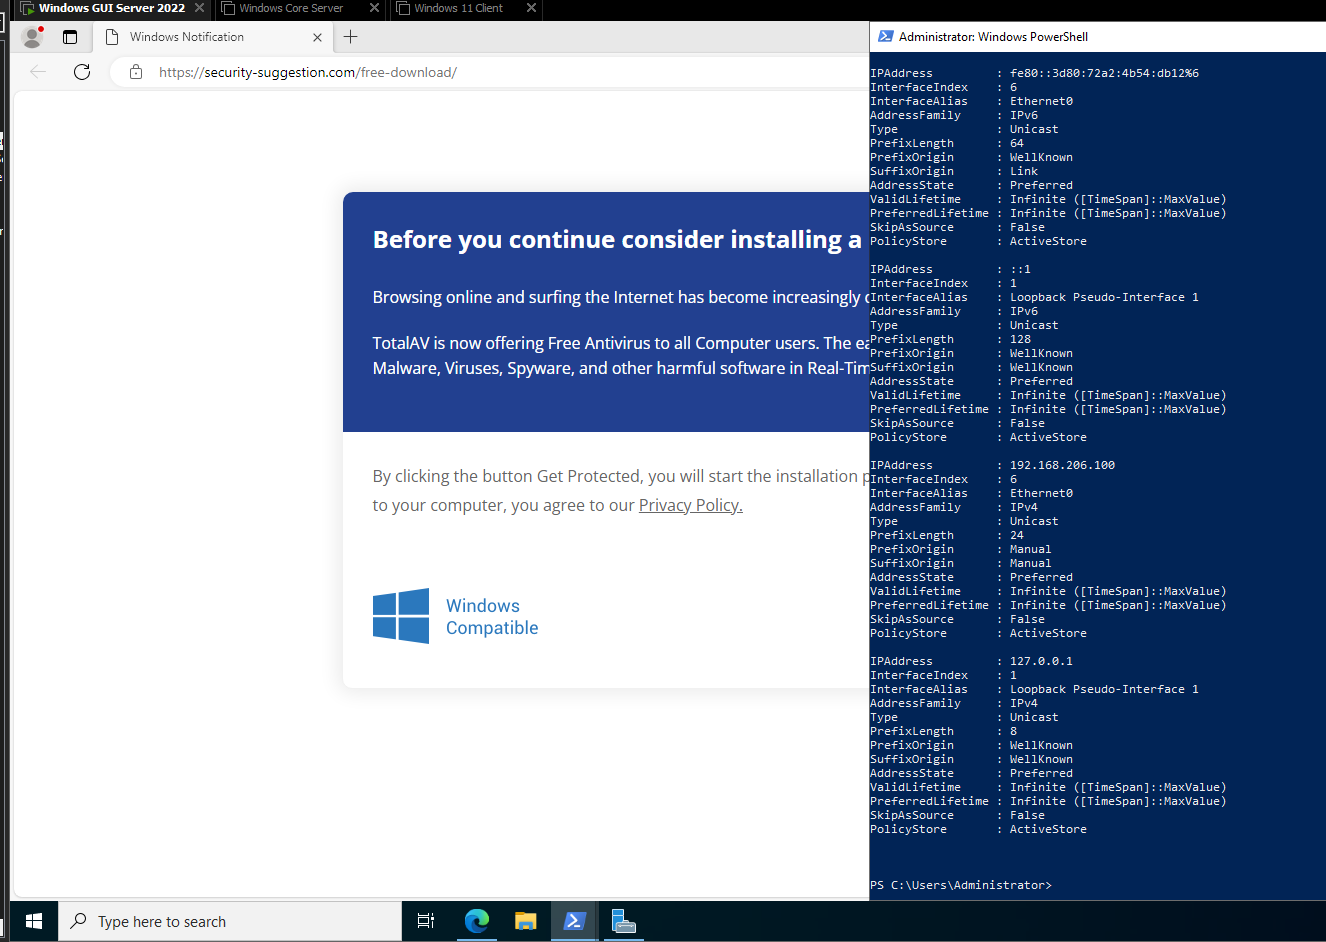 Windows GUI Server 2022
Windows Core Server
Windows 11 Client
Windows Notification
https://security-suggestion.com/free-download/
Before you continue consider installing a
Browsing online and surfing the Internet has become increasingly
TotalAV is now offering Free Antivirus to all Computer users. The
Malware, Viruses, Spyware, and other harmful software in
By clicking the button Get Protected, you will start the installation
to your computer, you agree to our Privacy Policy.
Windows
Compatible
Administrator: Windows PowerShell
IPAddress : fe80::3d80:72a2:4b54:db12%6
InterfaceIndex : 6
InterfaceAlias : Ethernet0
AddressFamily : IPv6
Type : Unicast
PrefixLength : 64
PrefixOrigin : WellKnown
SuffixOrigin : Link
AddressState : Preferred
ValidLifetime : Infinite ([TimeSpan]::MaxValue)
PreferredLifetime : Infinite ([TimeSpan]::MaxValue)
SkipAsSource : False
PolicyStore : ActiveStore
IPAddress : ::1
InterfaceIndex : 1
InterfaceAlias : Loopback Pseudo-Interface 1
AddressFamily : IPv6
Type : Unicast
PrefixLength : 128
PrefixOrigin : WellKnown
SuffixOrigin : WellKnown
AddressState : Preferred
ValidLifetime : Infinite ([TimeSpan]::MaxValue)
PreferredLifetime : Infinite ([TimeSpan]::MaxValue)
SkipAsSource : False
PolicyStore : ActiveStore
IPAddress : 192.168.206.100
InterfaceIndex : 6
InterfaceAlias : Ethernet0
AddressFamily : IPv4
Type : Unicast
PrefixLength : 24
PrefixOrigin : Manual
SuffixOrigin : Manual
AddressState : Preferred
ValidLifetime : Infinite ([TimeSpan]::MaxValue)
PreferredLifetime : Infinite ([TimeSpan]::MaxValue)
SkipAsSource : False
PolicyStore : ActiveStore
IPAddress : 127.0.0.1
InterfaceIndex : 1
InterfaceAlias : Loopback Pseudo-Interface 1
AddressFamily : IPv4
Type : Unicast
PrefixLength : 8
PrefixOrigin : WellKnown
SuffixOrigin : WellKnown
AddressState : Preferred
ValidLifetime : Infinite ([TimeSpan]::MaxValue)
PreferredLifetime : Infinite ([TimeSpan]::MaxValue)
SkipAsSource : False
PolicyStore : ActiveStore
PS C:\Users\Administrator>
Type here to search